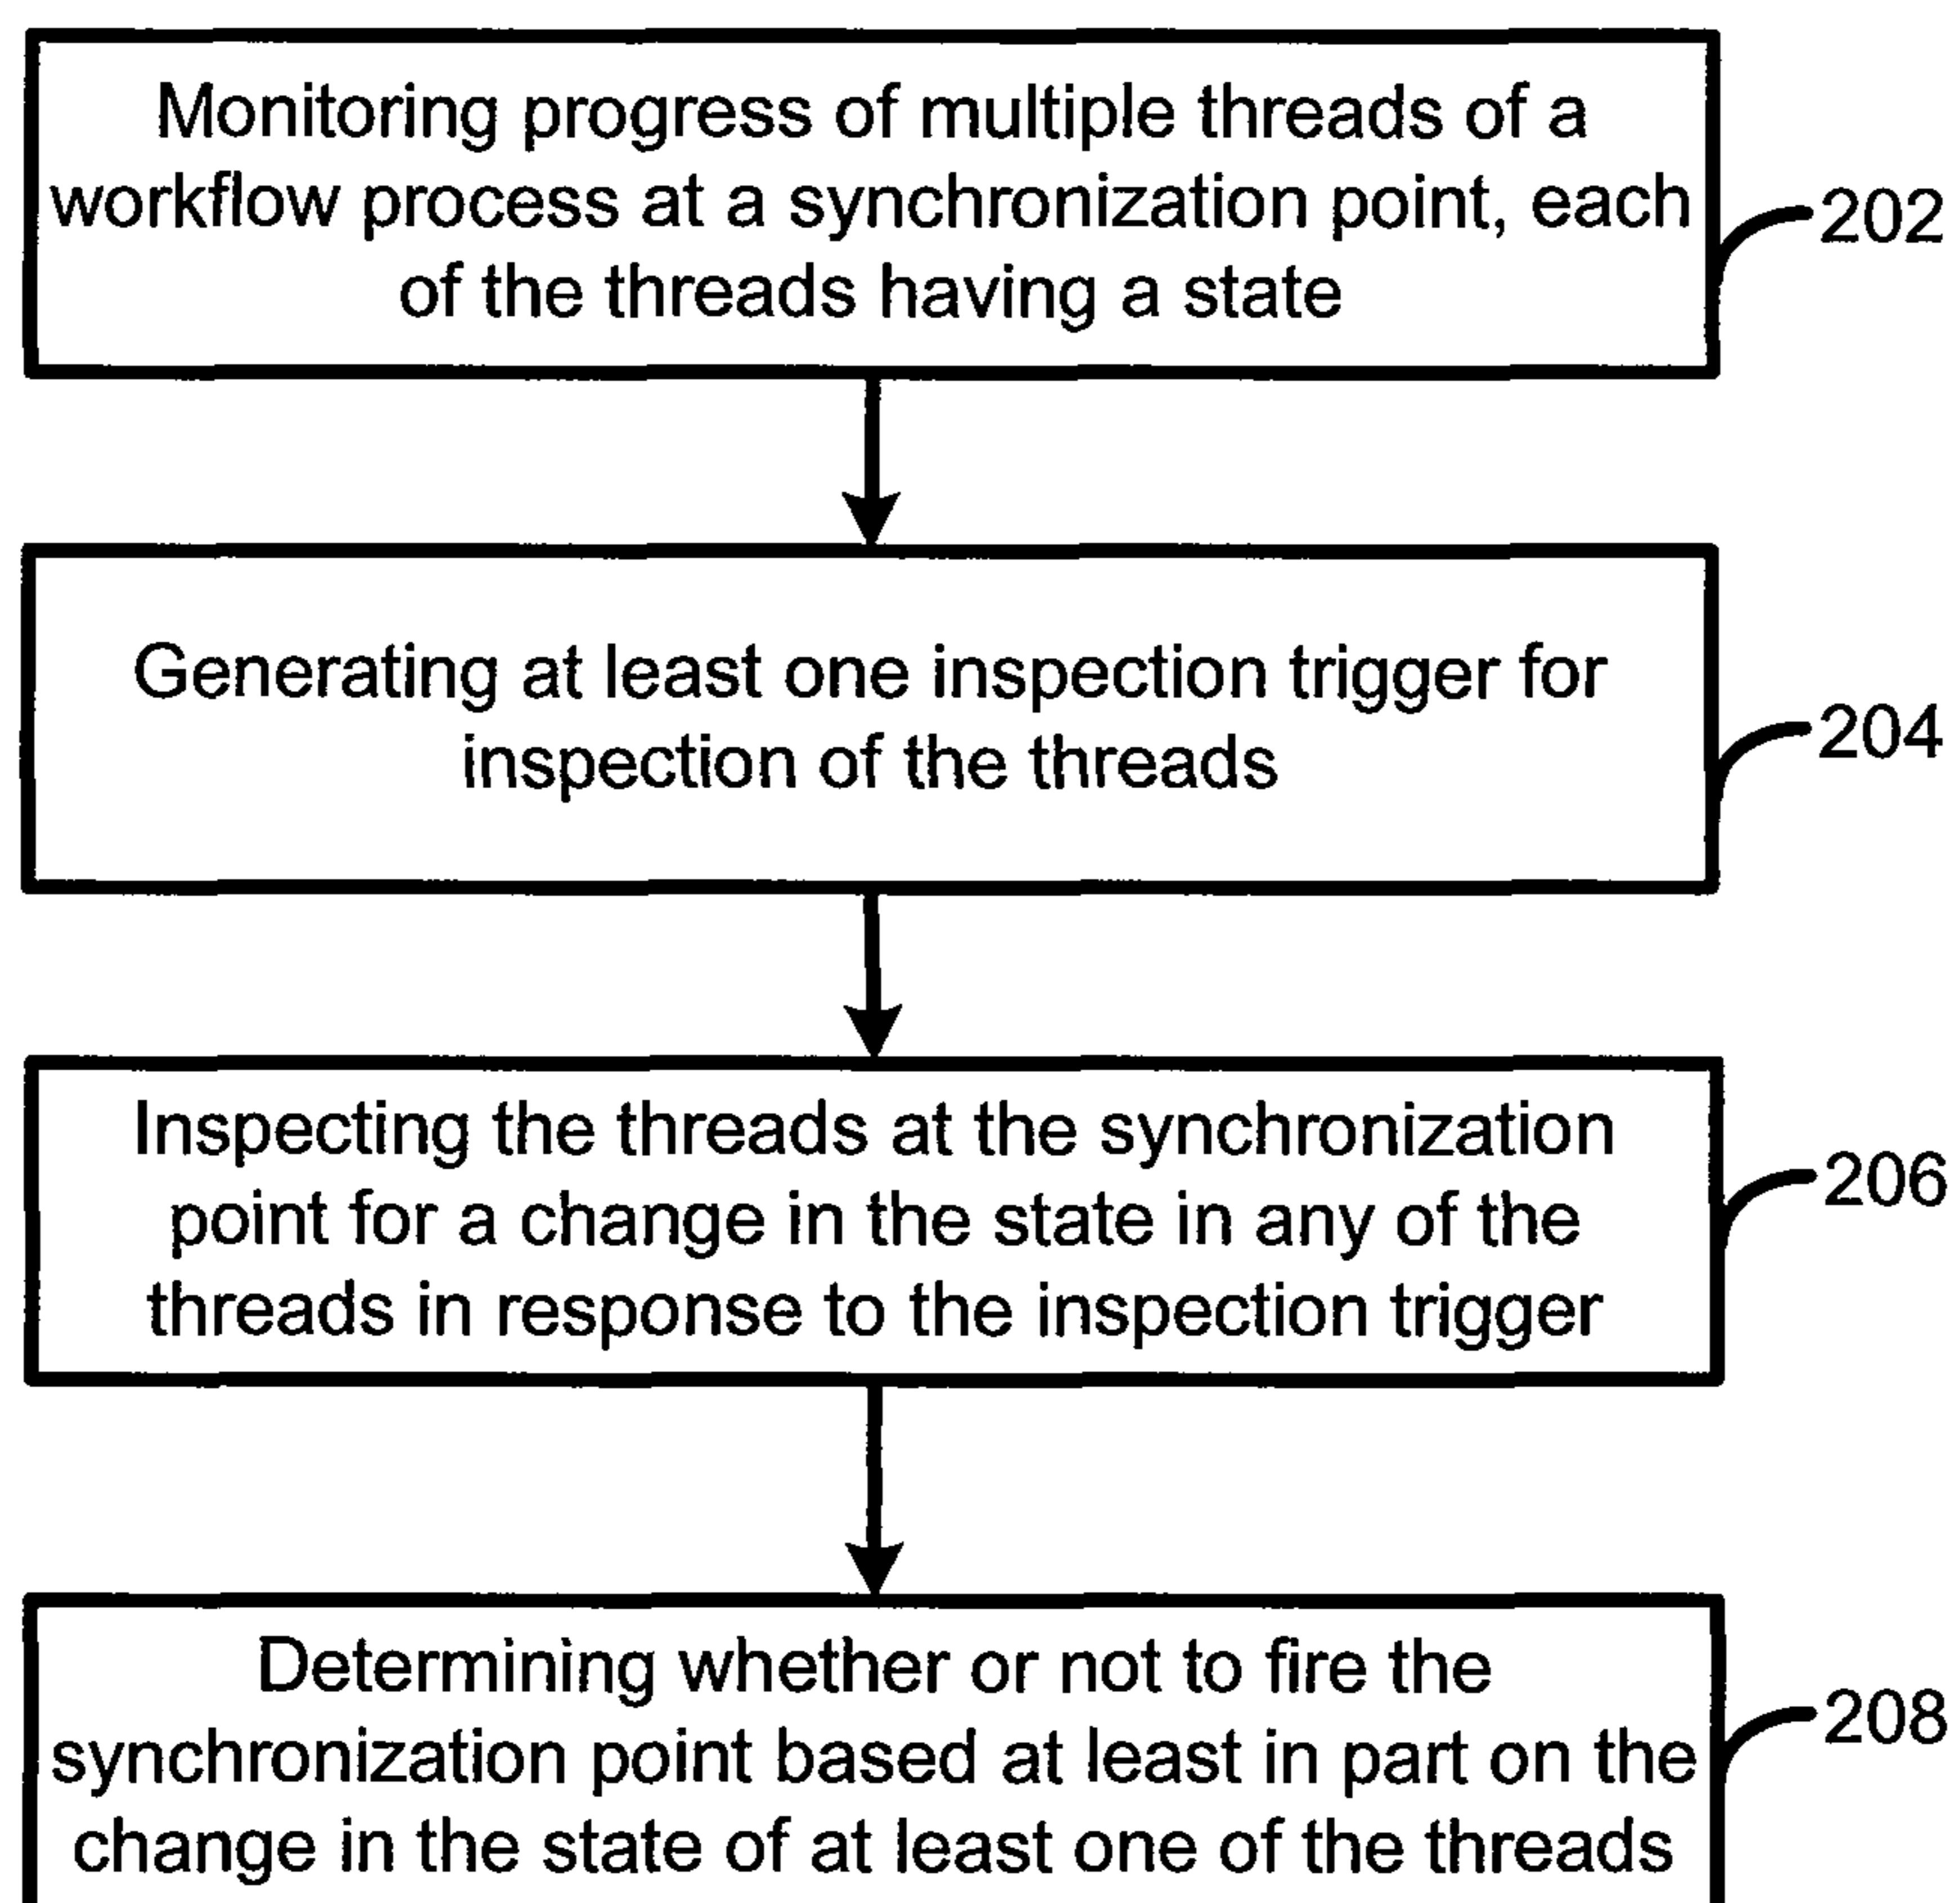 Monitoring progress of multiple threads of a
workflow process at a synchronization point, each
of the threads having a state
202
Generating at least one inspection trigger for
inspection of the threads
204
Inspecting the threads at the synchronization
point for a change in the state in any of the
threads in response to the inspection trigger
206
Determining whether or not to fire the
synchronization point based at least in part on the
change in the state of at least one of the threads
208